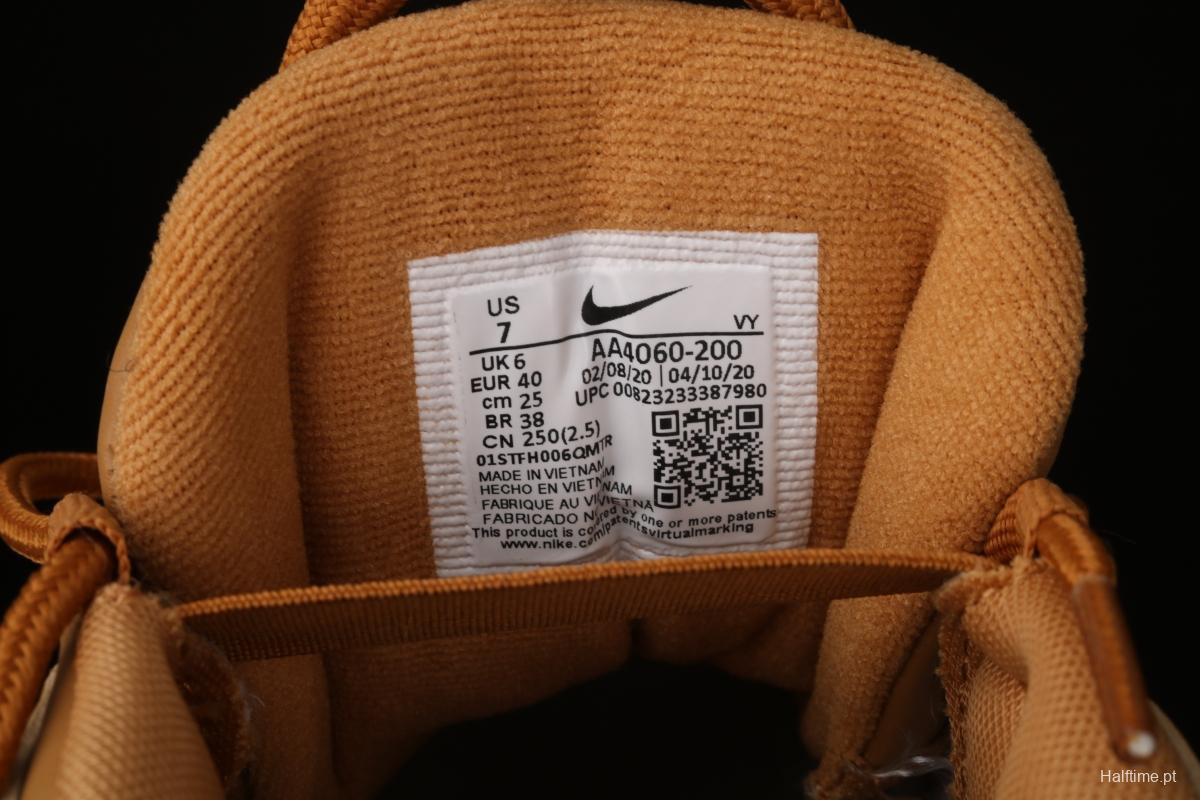 US
7
VY
UK 6
EUR 40
cm 25
BR 38
CN 250(2.5)
AA4060-200
02/08/20 | 04/10/20
UPC 00823233387980
01STFH006QMTR
MADE IN VIETNAM
HECHO EN VIETNAM
FABRIQUE AU VIETNAM
FABRICADO NO VIETNÃ
This product is covered by one or more patents
www.nike.com/patentsvirtualmarking
Halftime.pt